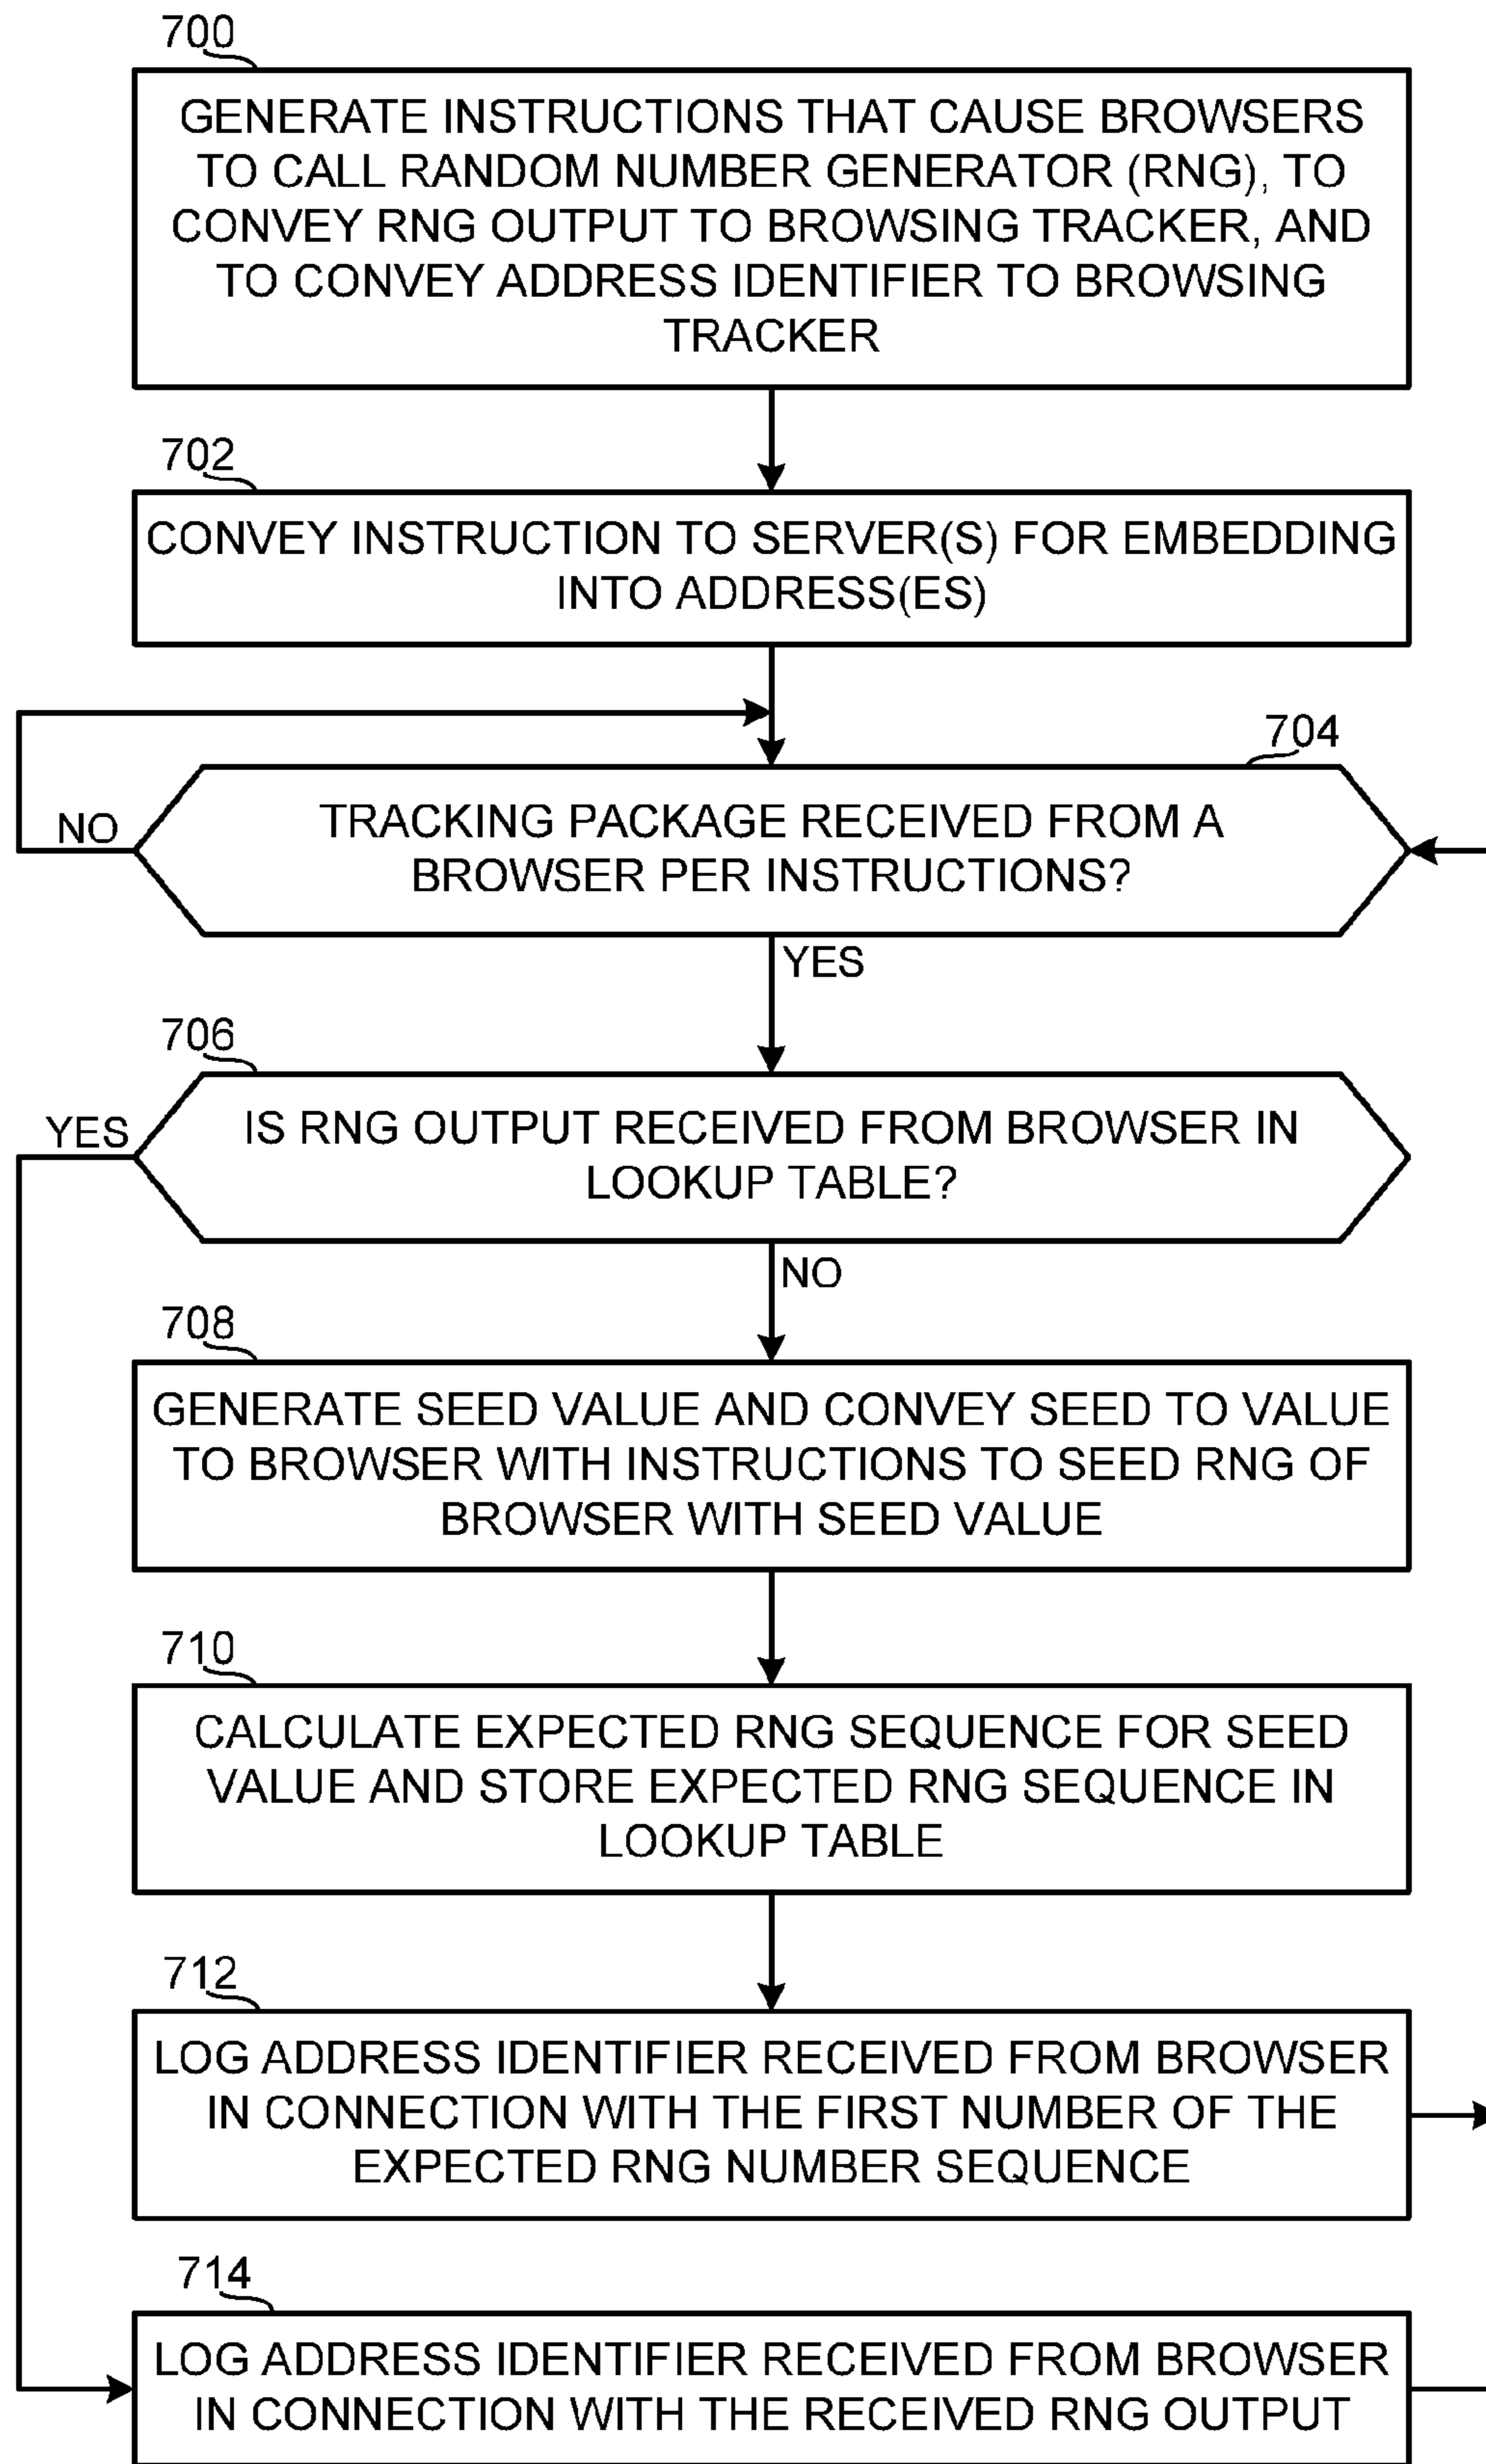 700
GENERATE INSTRUCTIONS THAT CAUSE BROWSERS
TO CALL RANDOM NUMBER GENERATOR (RNG), TO
CONVEY RNG OUTPUT TO BROWSING TRACKER, AND
TO CONVEY ADDRESS IDENTIFIER TO BROWSING
TRACKER
702
CONVEY INSTRUCTION TO SERVER(S) FOR EMBEDDING
INTO ADDRESS(ES)
704
NO
TRACKING PACKAGE RECEIVED FROM A
BROWSER PER INSTRUCTIONS?
YES
706
YES
IS RNG OUTPUT RECEIVED FROM BROWSER IN
LOOKUP TABLE?
NO
708
GENERATE SEED VALUE AND CONVEY SEED TO VALUE
TO BROWSER WITH INSTRUCTIONS TO SEED RNG OF
BROWSER WITH SEED VALUE
710
CALCULATE EXPECTED RNG SEQUENCE FOR SEED
VALUE AND STORE EXPECTED RNG SEQUENCE IN
LOOKUP TABLE
712
LOG ADDRESS IDENTIFIER RECEIVED FROM BROWSER
IN CONNECTION WITH THE FIRST NUMBER OF THE
EXPECTED RNG NUMBER SEQUENCE
714
LOG ADDRESS IDENTIFIER RECEIVED FROM BROWSER
IN CONNECTION WITH THE RECEIVED RNG OUTPUT